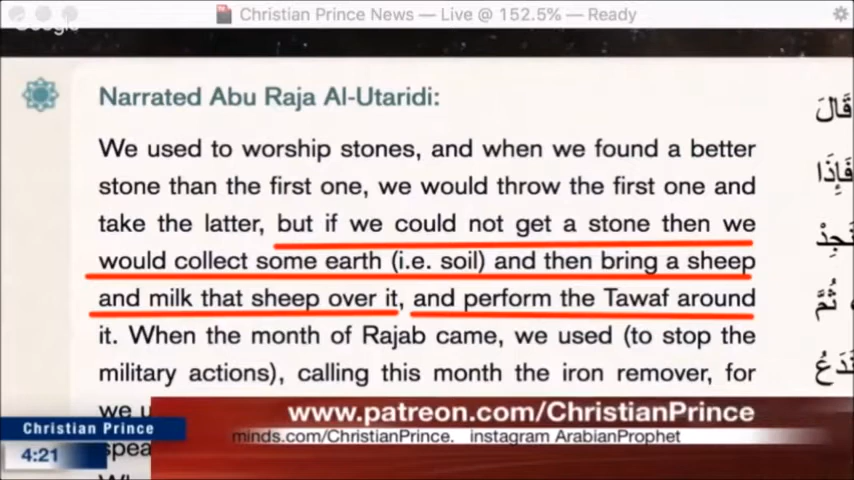 Christian Prince News — Live @ 152.5% — Ready
Google
Narrated Abu Raja Al-Utaridi:
We used to worship stones, and when we found a better
stone than the first one, we would throw the first one and
take the latter, but if we could not get a stone then we
would collect some earth (i.e. soil) and then bring a sheep
and milk that sheep over it, and perform the Tawaf around
it. When the month of Rajab came, we used (to stop the
military actions), calling this month the iron remover, for
we u
قَالَ
فَإِذَا
نَجِدْ
ثُمَّ
نَدَعُ
www.patreon.com/ChristianPrince
Christian Prince
minds.com/ChristianPrince. instagram ArabianProphet
4:21